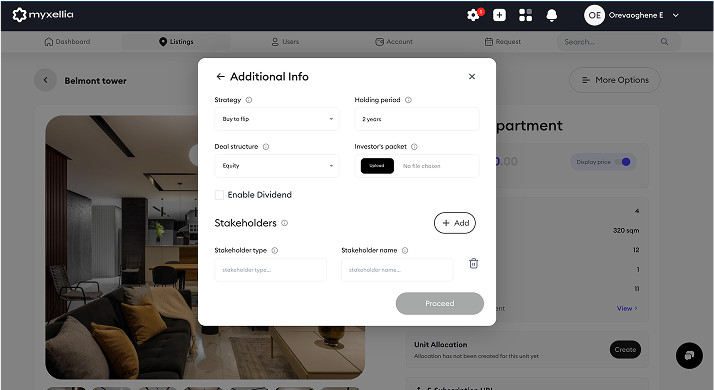 myxellia
5
OE
Orevaoghene E
Dashboard
Listings
Users
Account
Request
Search...
Belmont tower
More Options
Additional Info
Strategy
Holding period
Buy to flip
2 years
Deal structure
Investor's packet
Equity
Upload
No file chosen
Enable Dividend
Stakeholders
Add
Stakeholder type
Stakeholder name
stakeholder type...
stakeholder name...
Proceed
partment
.00
Display price
4
320 sqm
12
1
11
View
Unit Allocation
Allocation has not been created for this unit yet
Create